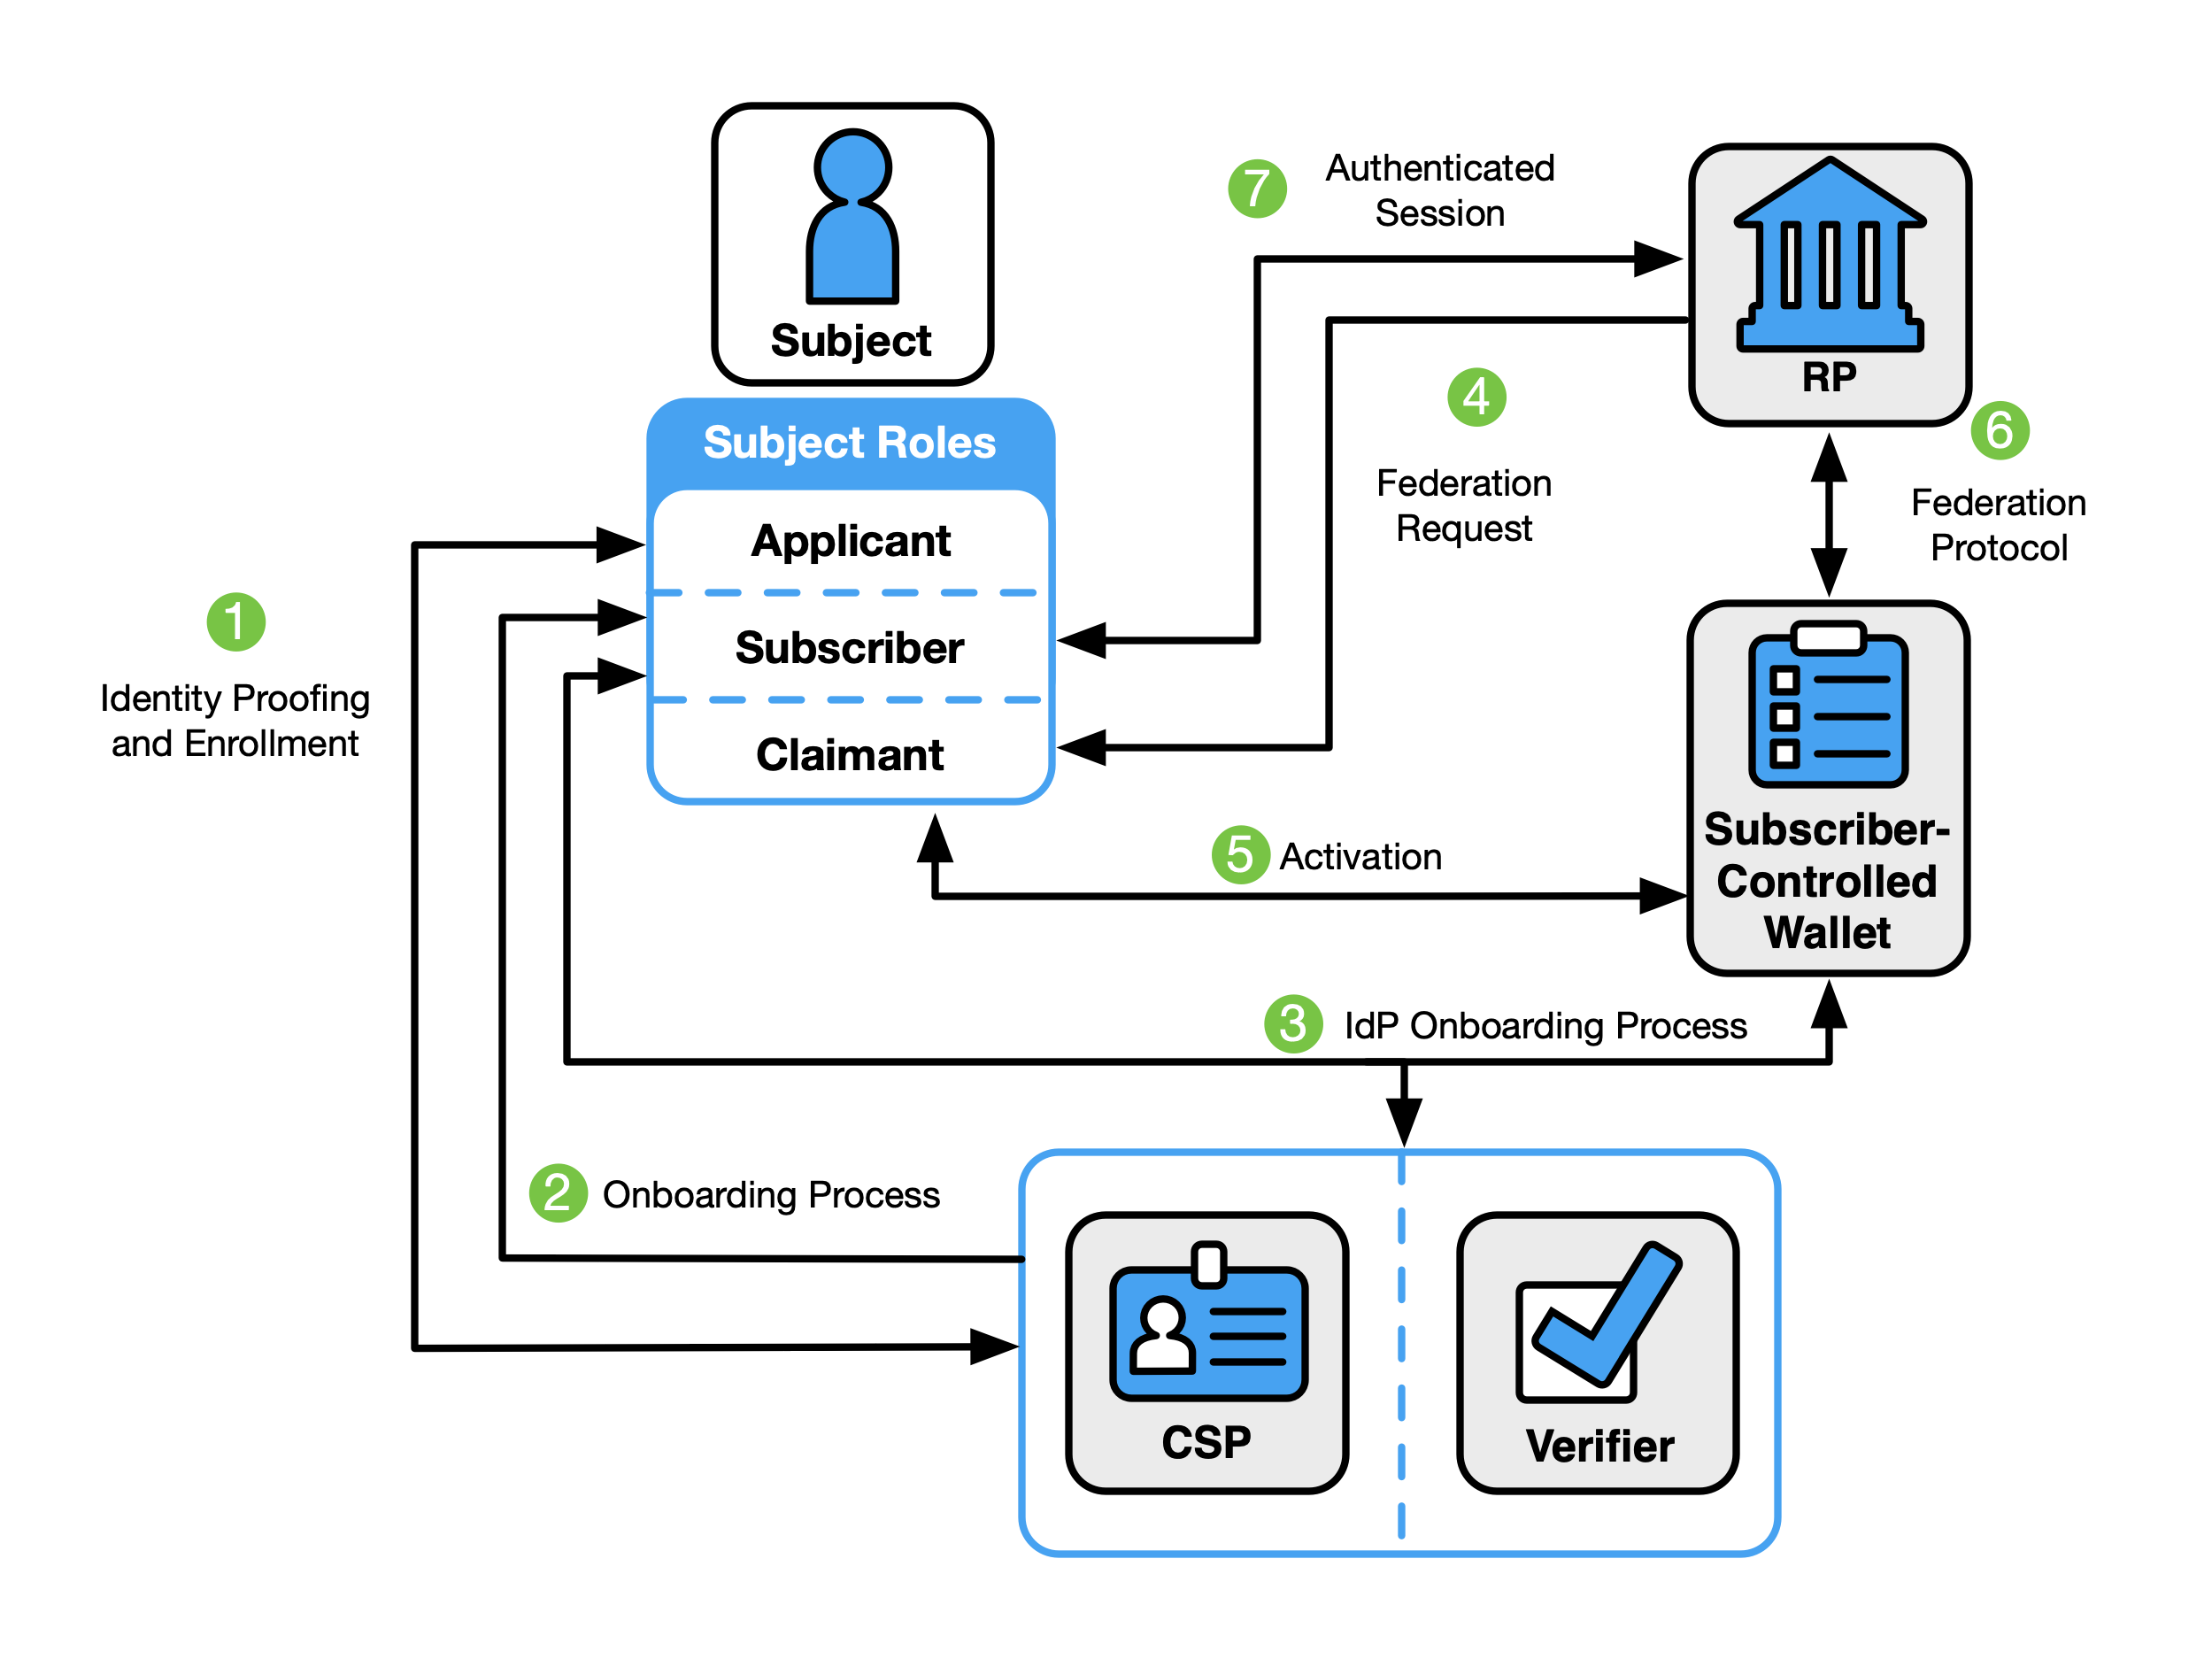 Subject
Subject Roles
Applicant
Subscriber
Claimant
1
Identity Proofing
and Enrollment
2 Onboarding Process
3 IdP Onboarding Process
4
Federation
Request
5 Activation
6
Federation
Protocol
7
Authenticated
Session
RP
Subscriber-
Controlled
Wallet
CSP
Verifier